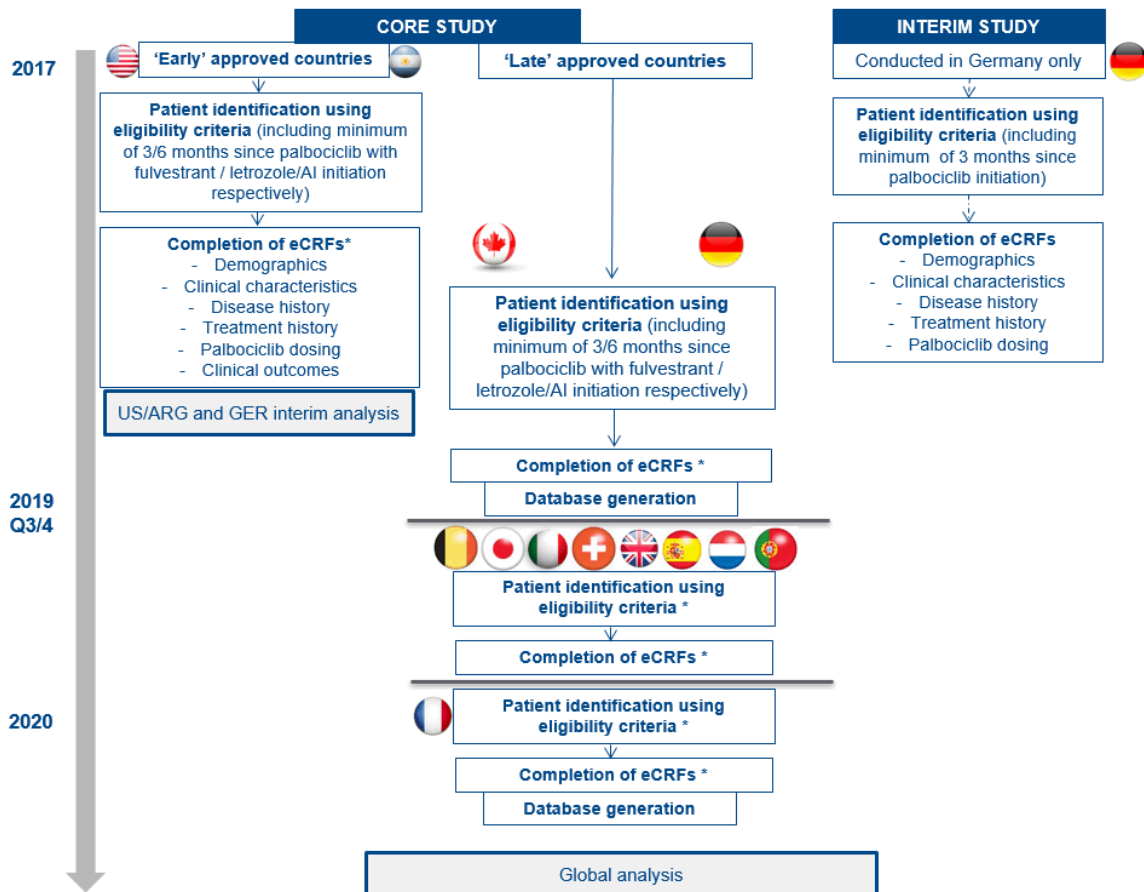 CORE STUDY
INTERIM STUDY
2017
'Early' approved countries
'Late' approved countries
Conducted in Germany only
Patient identification using
eligibility criteria (including minimum
of 3/6 months since palbociclib with
fulvestrant / letrozole/AI initiation
respectively)
Patient identification using
eligibility criteria (including
minimum of 3 months since
palbociclib initiation)
Completion of eCRFs*
- Demographics
- Clinical characteristics
- Disease history
- Treatment history
- Palbociclib dosing
- Clinical outcomes
Completion of eCRFs
- Demographics
- Clinical characteristics
- Disease history
- Treatment history
- Palbociclib dosing
Patient identification using
eligibility criteria (including
minimum of 3/6 months since
palbociclib with fulvestrant /
letrozole/AI initiation respectively)
US/ARG and GER interim analysis
Completion of eCRFs *
Database generation
2019
Q3/4
Patient identification using
eligibility criteria *
Completion of eCRFs *
2020
Patient identification using
eligibility criteria *
Completion of eCRFs *
Database generation
Global analysis